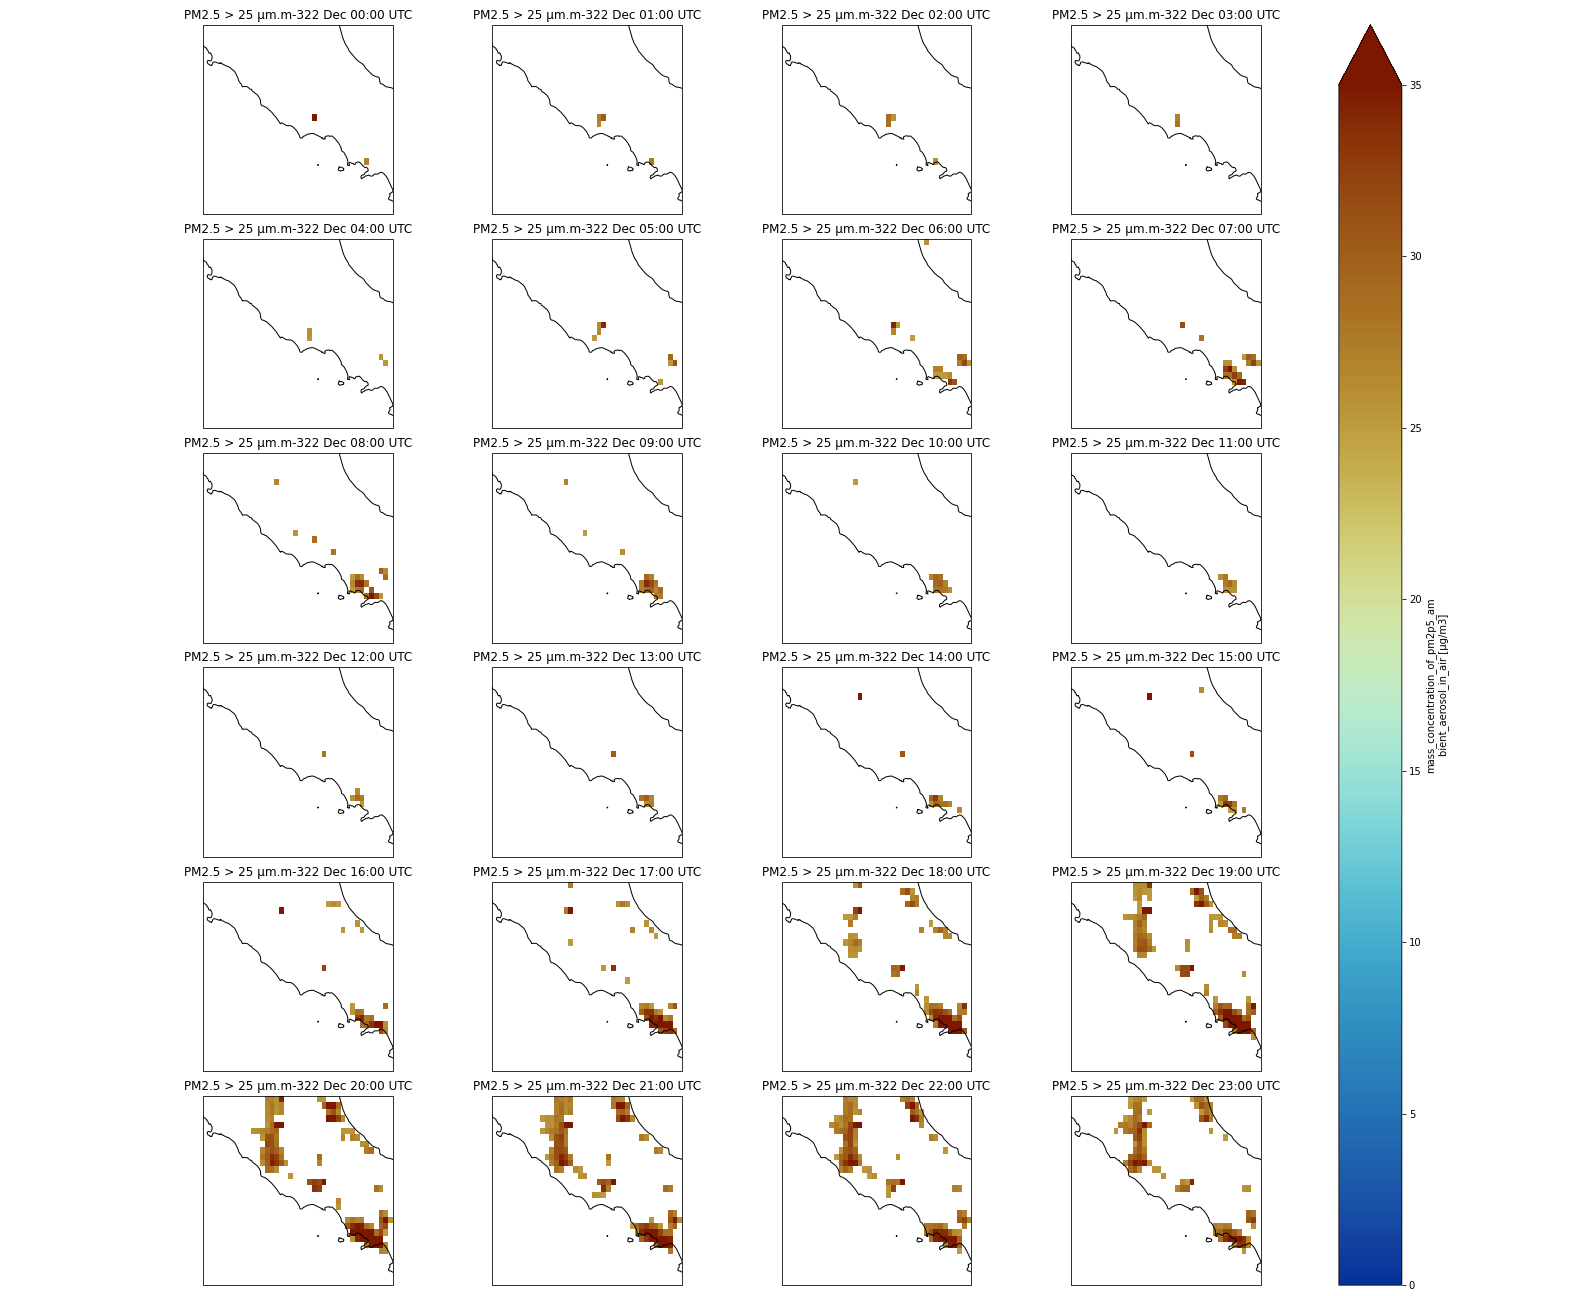 PM2.5 > 25 µm.m-322 Dec 00:00 UTC
PM2.5 > 25 µm.m-322 Dec 01:00 UTC
PM2.5 > 25 µm.m-322 Dec 02:00 UTC
PM2.5 > 25 µm.m-322 Dec 03:00 UTC
PM2.5 > 25 µm.m-322 Dec 04:00 UTC
PM2.5 > 25 µm.m-322 Dec 05:00 UTC
PM2.5 > 25 µm.m-322 Dec 06:00 UTC
PM2.5 > 25 µm.m-322 Dec 07:00 UTC
PM2.5 > 25 µm.m-322 Dec 08:00 UTC
PM2.5 > 25 µm.m-322 Dec 09:00 UTC
PM2.5 > 25 µm.m-322 Dec 10:00 UTC
PM2.5 > 25 µm.m-322 Dec 11:00 UTC
PM2.5 > 25 µm.m-322 Dec 12:00 UTC
PM2.5 > 25 µm.m-322 Dec 13:00 UTC
PM2.5 > 25 µm.m-322 Dec 14:00 UTC
PM2.5 > 25 µm.m-322 Dec 15:00 UTC
PM2.5 > 25 µm.m-322 Dec 16:00 UTC
PM2.5 > 25 µm.m-322 Dec 17:00 UTC
PM2.5 > 25 µm.m-322 Dec 18:00 UTC
PM2.5 > 25 µm.m-322 Dec 19:00 UTC
PM2.5 > 25 µm.m-322 Dec 20:00 UTC
PM2.5 > 25 µm.m-322 Dec 21:00 UTC
PM2.5 > 25 µm.m-322 Dec 22:00 UTC
PM2.5 > 25 µm.m-322 Dec 23:00 UTC
35
30
25
20
15
10
5
0
mass_concentration_of_pm2p5_am
bient_aerosol_in_air [µg/m3]